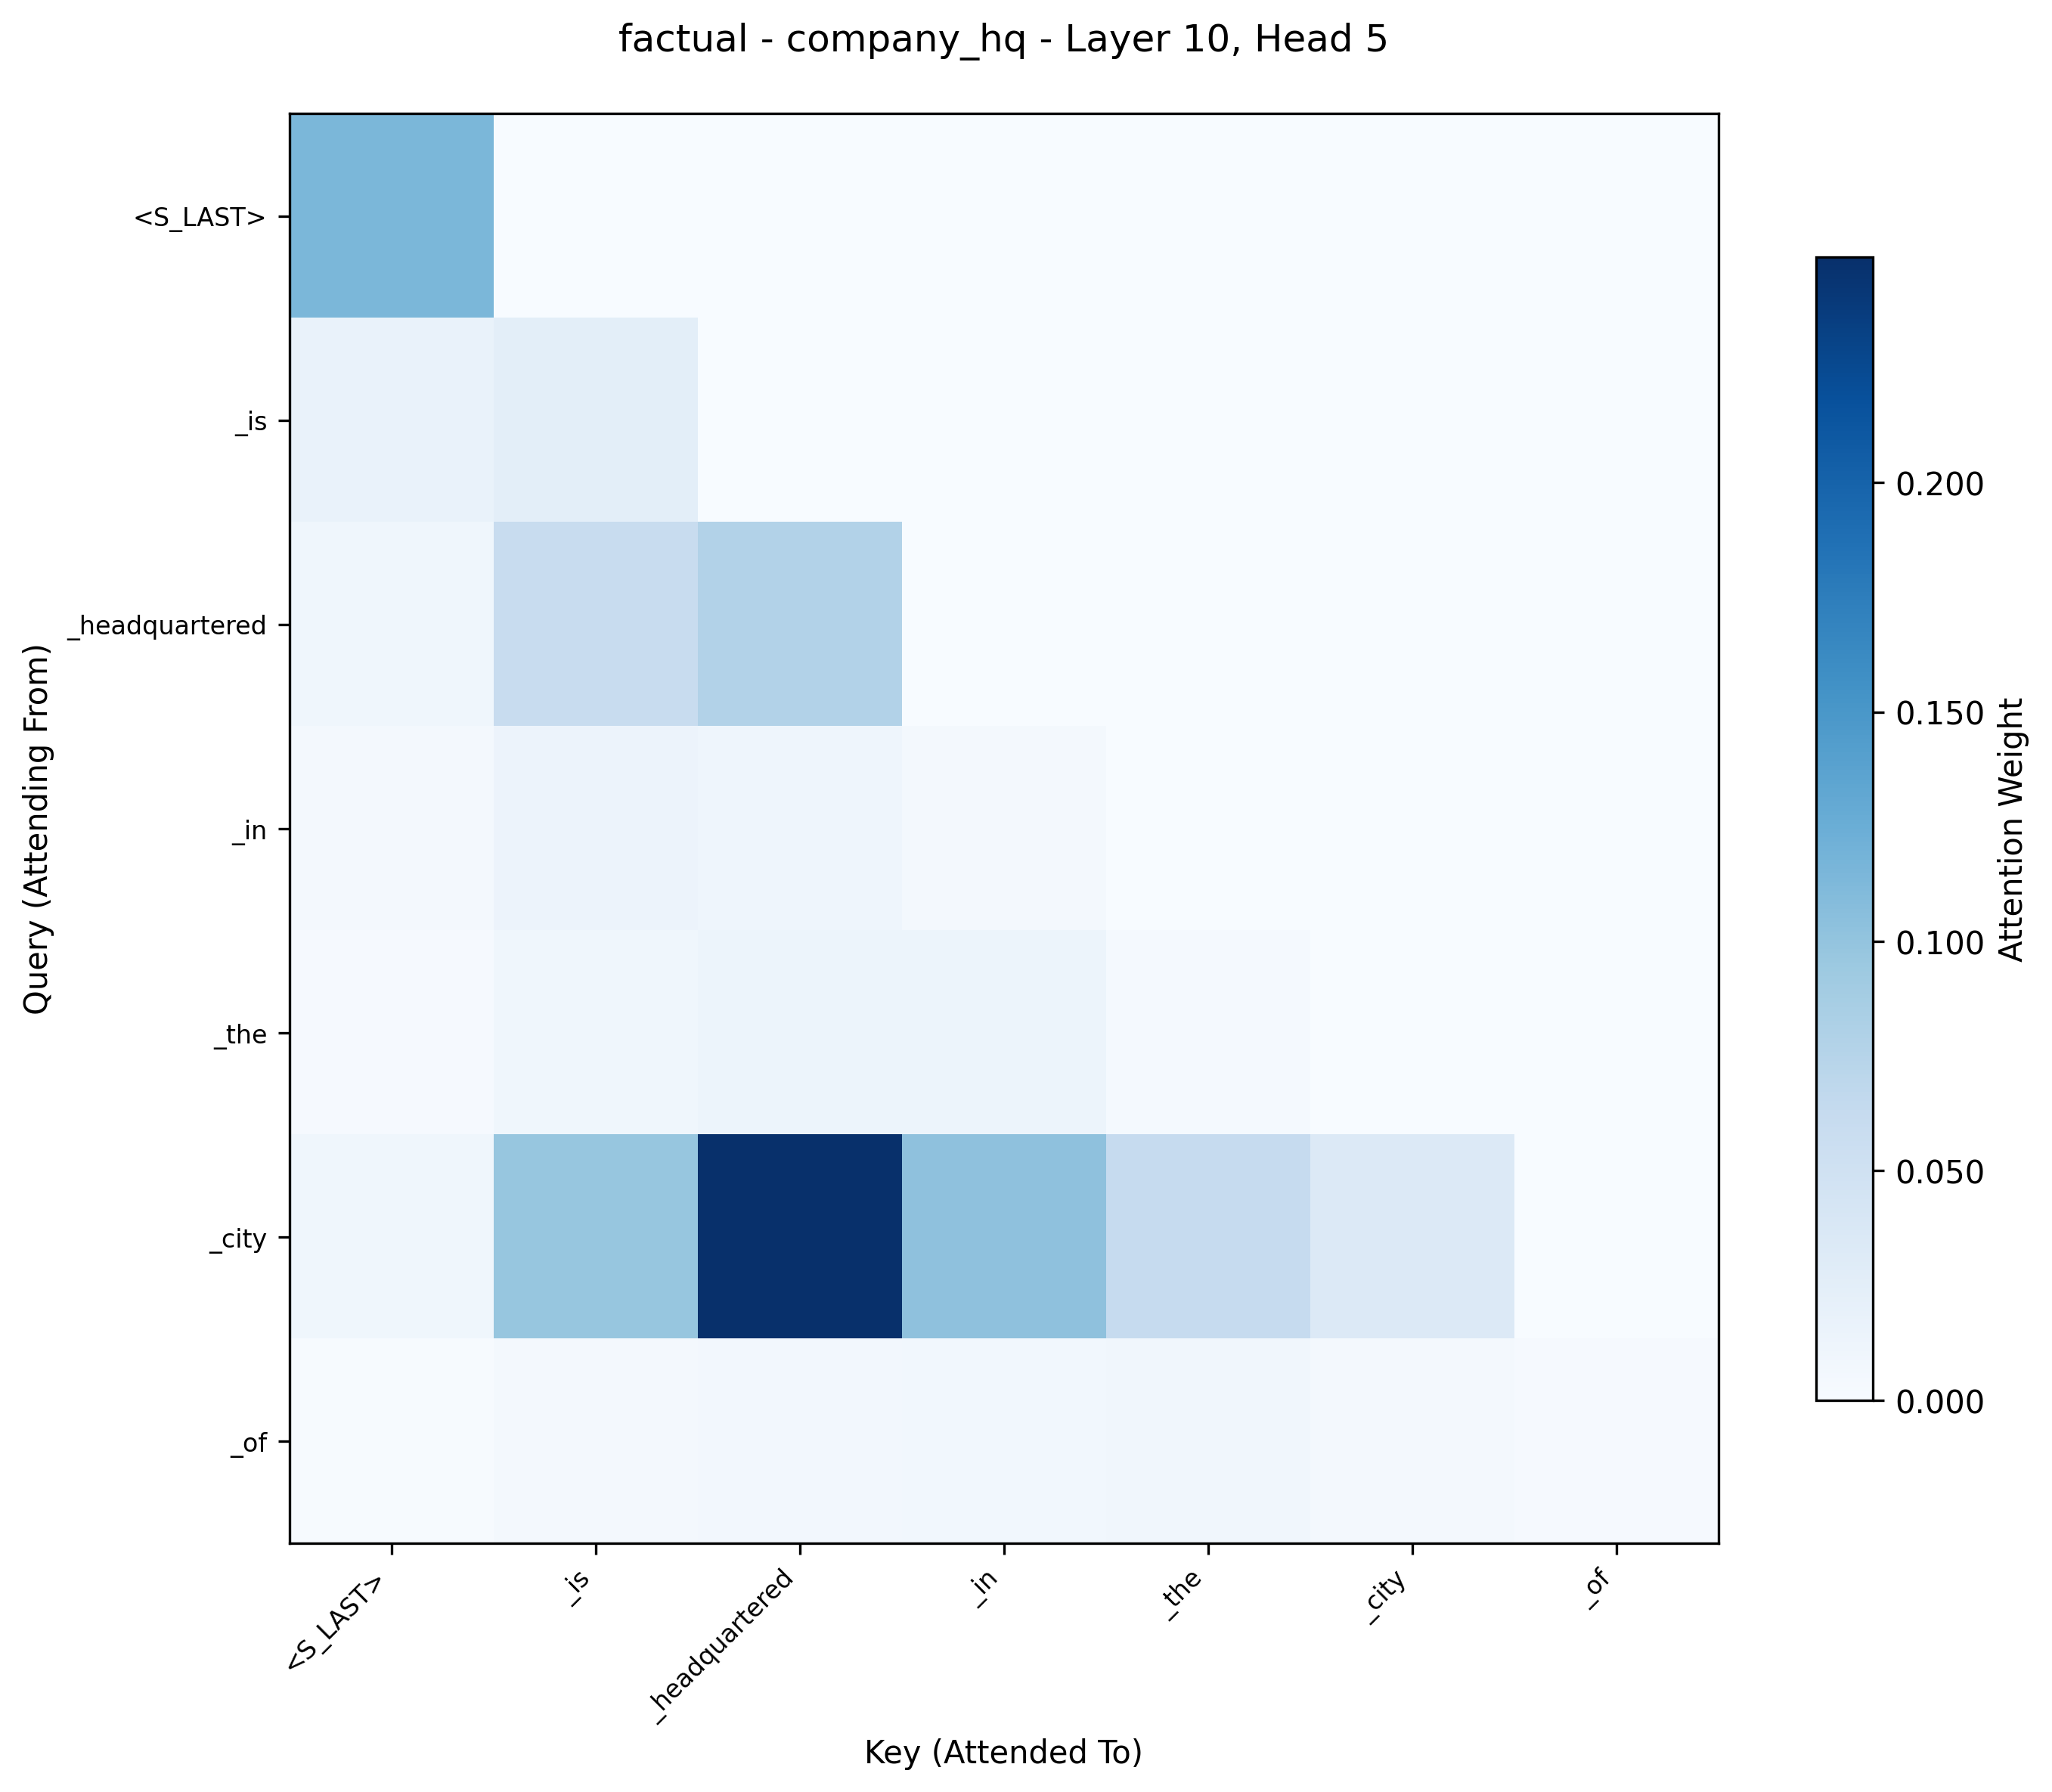 factual - company_hq - Layer 10, Head 5
Query (Attending From)
<S_LAST>
_is
_headquartered
_in
_the
_city
_of
<S_LAST>
_is
_headquartered
_in
_the
_city
_of
Key (Attended To)
0.200
0.150
0.100
0.050
0.000
Attention Weight